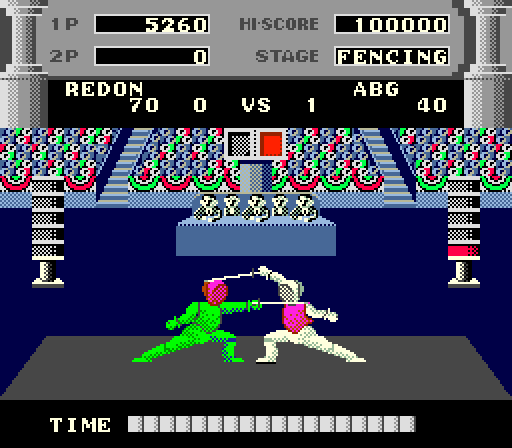 1P 5260 HI·SCORE 100000
2P 0 STAGE FENCING
REDON ABG
70 0 VS 1 40
TIME